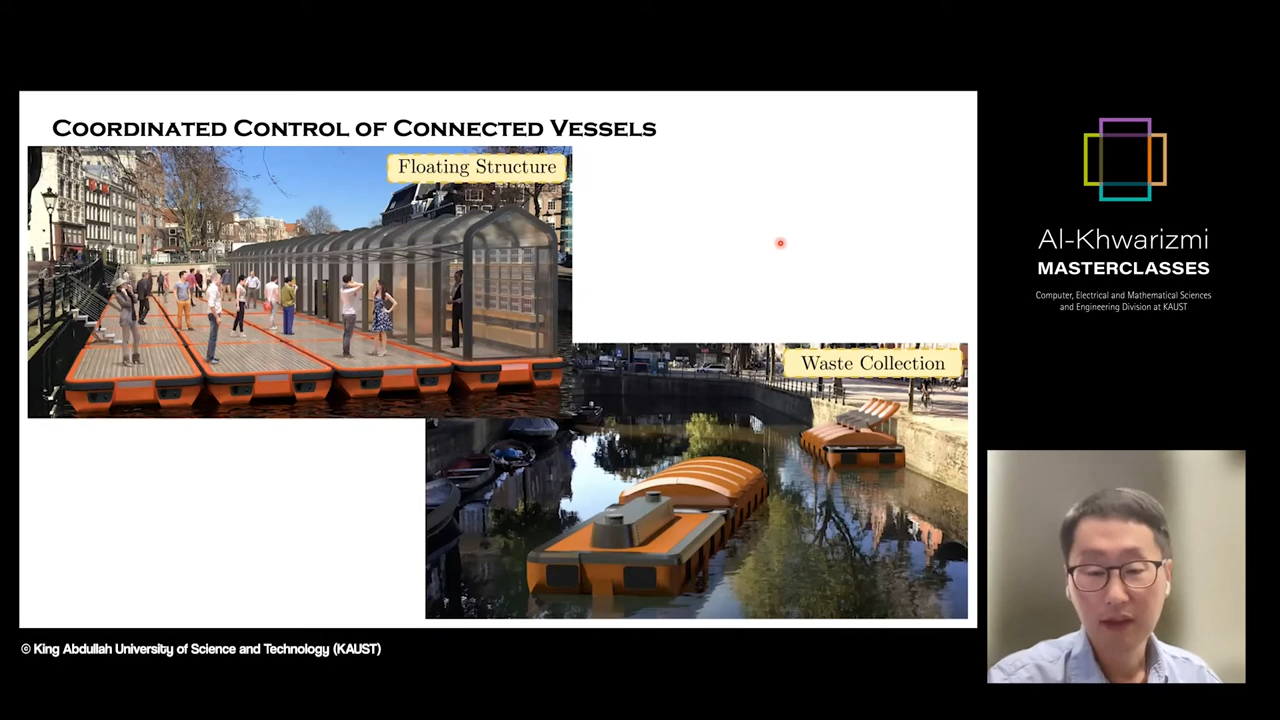 COORDINATED CONTROL OF CONNECTED VESSELS
Floating Structure
Waste Collection
Al-Khwarizmi
MASTERCLASSES
Computer, Electrical and Mathematical Sciences
and Engineering Division at KAUST
© King Abdullah University of Science and Technology (KAUST)